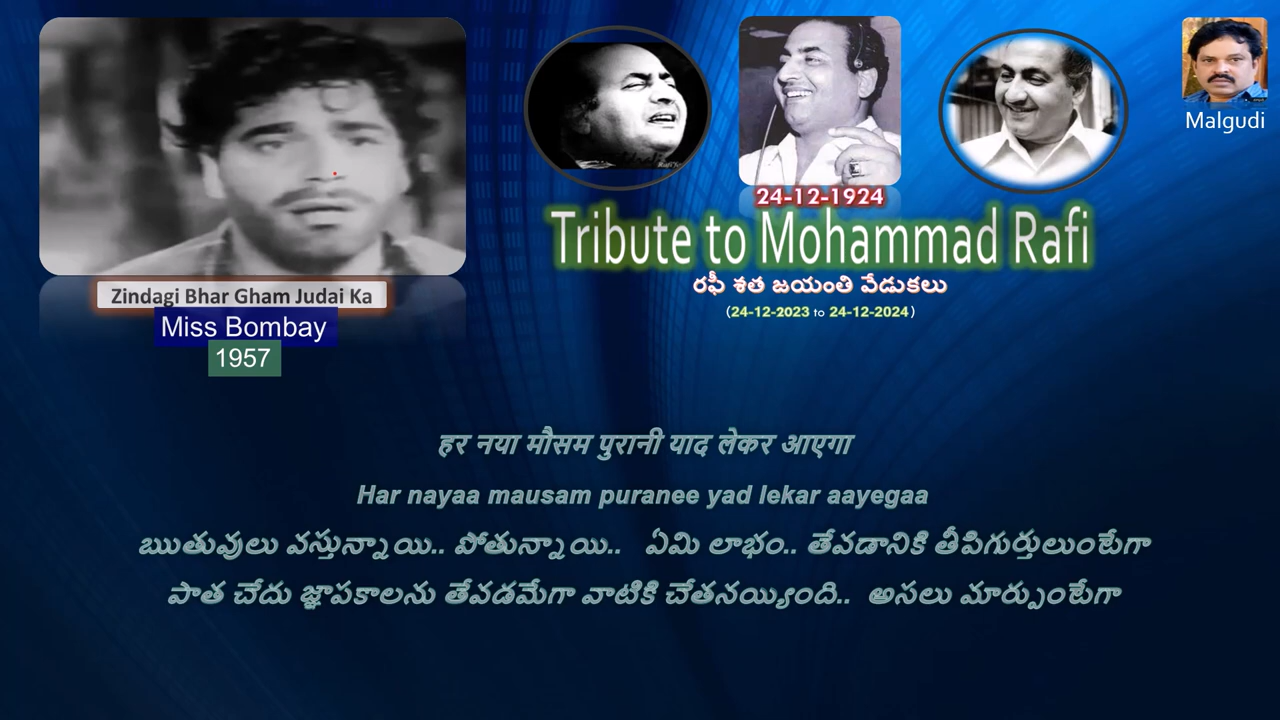 Malgudi
24-12-1924
Tribute to Mohammad Rafi
రఫీ శత జయంతి వేడుకలు
(24-12-2023 to 24-12-2024)
Zindagi Bhar Gham Judai Ka
Miss Bombay
1957
हर नया मौसम पुरानी याद लेकर आएगा
Har nayaa mausam puranee yad lekar aayegaa
ఋతువులు వస్తున్నాయి.. పోతున్నాయి.. ఏమి లాభం.. తేవడానికి తీపిగుర్తులుంటేగా
పాత చేదు జ్ఞాపకాలను తేవడమేగా వాటికి చేతనయ్యింది.. అసలు మార్పుంటేగా